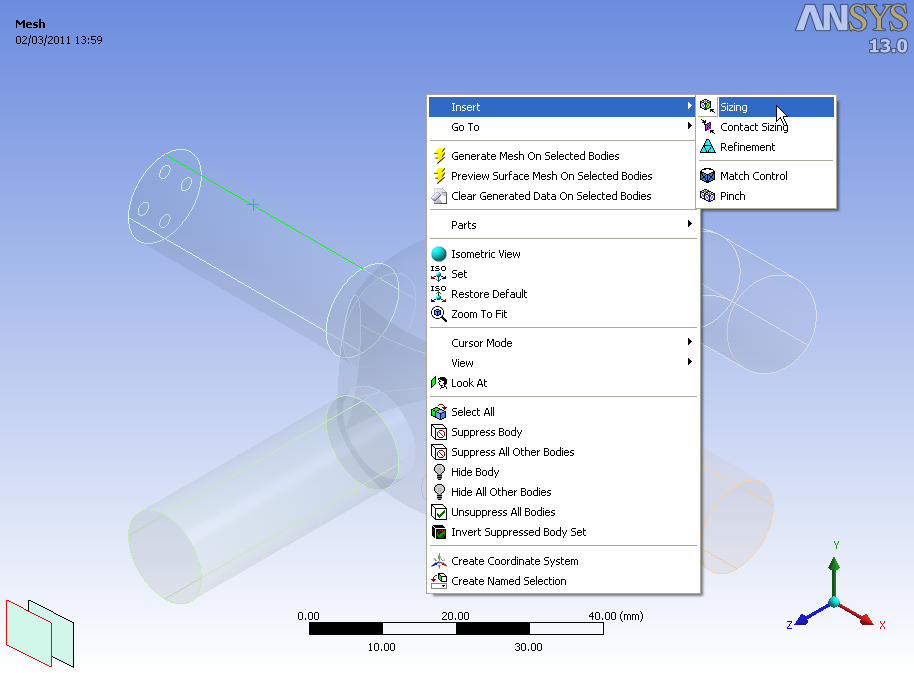 Mesh
02/03/2011 13:59
ANSYS
13.0
Insert
Go To
Generate Mesh On Selected Bodies
Preview Surface Mesh On Selected Bodies
Clear Generated Data On Selected Bodies
Parts
Isometric View
ISO Set
ISO Restore Default
Zoom To Fit
Cursor Mode
View
Look At
Select All
Suppress Body
Suppress All Other Bodies
Hide Body
Hide All Other Bodies
Unsuppress All Bodies
Invert Suppressed Body Set
Create Coordinate System
Create Named Selection
Sizing
Contact Sizing
Refinement
Match Control
Pinch
0.00 20.00 40.00 (mm)
10.00 30.00
Y
Z X